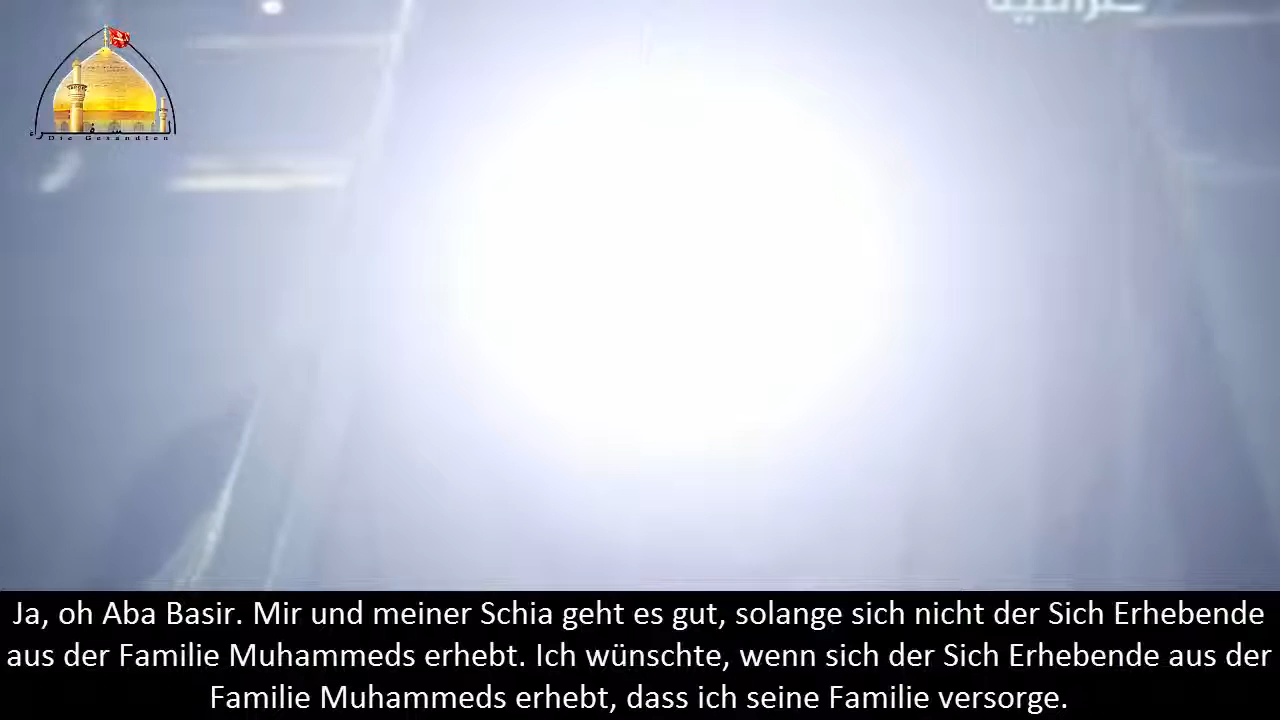 Die Gesandten
Ja, oh Aba Basir. Mir und meiner Schia geht es gut, solange sich nicht der Sich Erhebende
aus der Familie Muhammeds erhebt. Ich wünschte, wenn sich der Sich Erhebende aus der
Familie Muhammeds erhebt, dass ich seine Familie versorge.